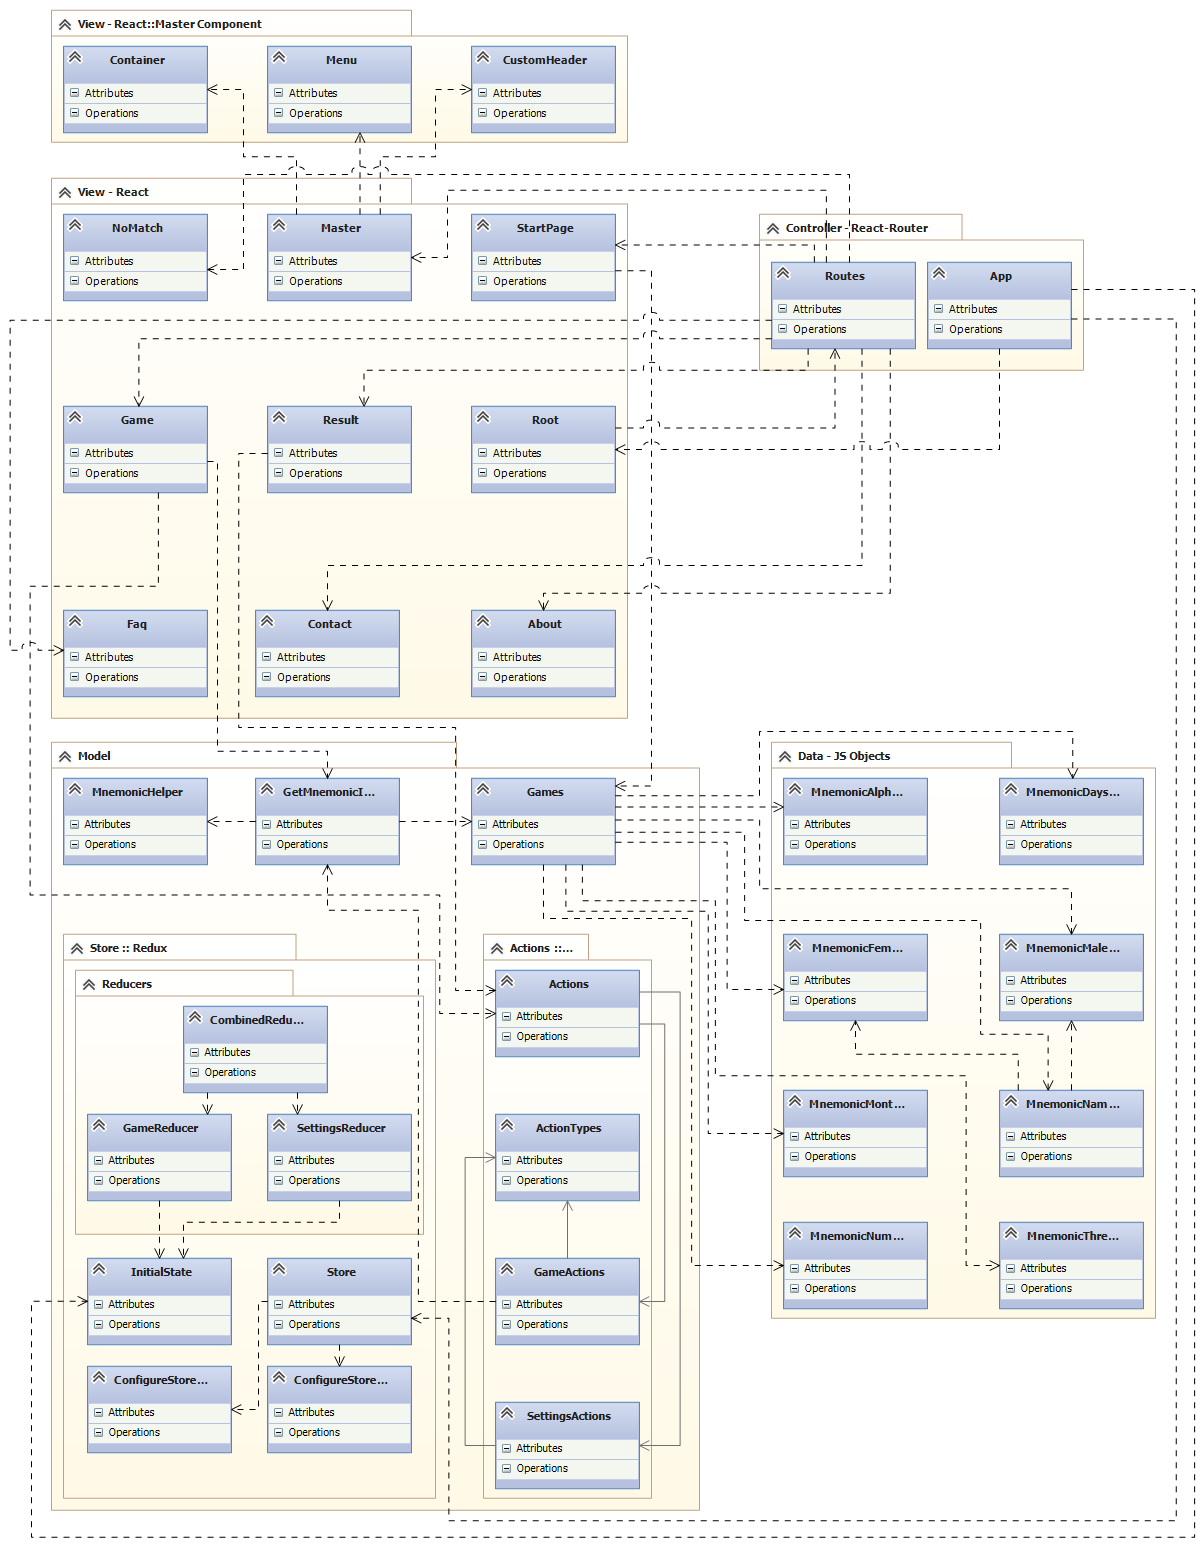 View - React::Master Component
Container
Menu
CustomHeader
Attributes
Attributes
Attributes
Operations
Operations
Operations
View - React
NoMatch
Master
StartPage
Attributes
Attributes
Attributes
Operations
Operations
Operations
Controller - React-Router
Routes
App
Attributes
Attributes
Operations
Operations
Game
Result
Root
Attributes
Attributes
Attributes
Operations
Operations
Operations
Faq
Contact
About
Attributes
Attributes
Attributes
Operations
Operations
Operations
Model
MnemonicHelper
GetMnemonicI...
Games
Attributes
Attributes
Attributes
Operations
Operations
Operations
Data - JS Objects
MnemonicAlph...
MnemonicDays...
Attributes
Attributes
Operations
Operations
MnemonicFem...
MnemonicMale...
Attributes
Attributes
Operations
Operations
MnemonicMont...
MnemonicNam...
Attributes
Attributes
Operations
Operations
MnemonicNum...
MnemonicThre...
Attributes
Attributes
Operations
Operations
Store :: Redux
Reducers
CombinedRedu...
Attributes
Operations
GameReducer
SettingsReducer
Attributes
Attributes
Operations
Operations
InitialState
Store
Attributes
Attributes
Operations
Operations
ConfigureStore...
ConfigureStore...
Attributes
Attributes
Operations
Operations
Actions ::...
Actions
Attributes
Operations
ActionTypes
Attributes
Operations
GameActions
Attributes
Operations
SettingsActions
Attributes
Operations